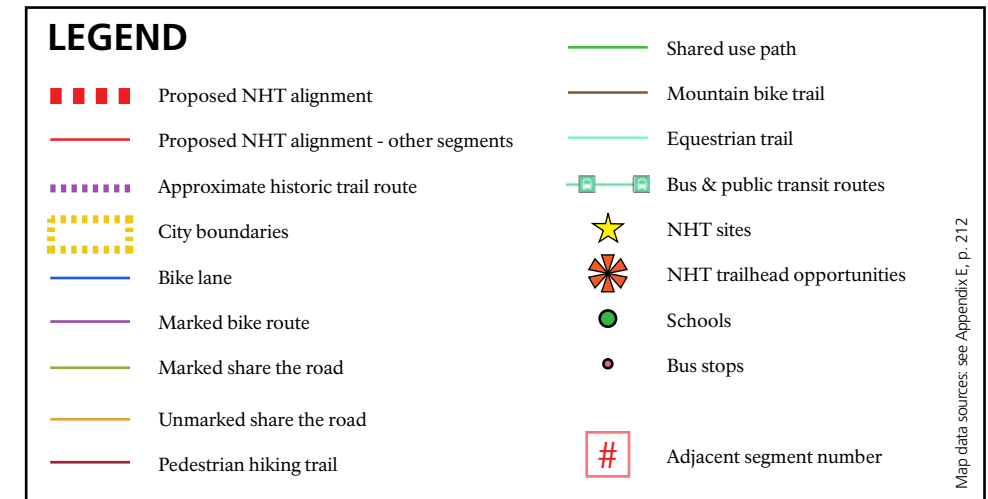 LEGEND
Proposed NHT alignment
Proposed NHT alignment - other segments
Approximate historic trail route
City boundaries
Bike lane
Marked bike route
Marked share the road
Unmarked share the road
Pedestrian hiking trail
Shared use path
Mountain bike trail
Equestrian trail
Bus & public transit routes
NHT sites
NHT trailhead opportunities
Schools
Bus stops
# Adjacent segment number
Map data sources: see Appendix E, p. 212